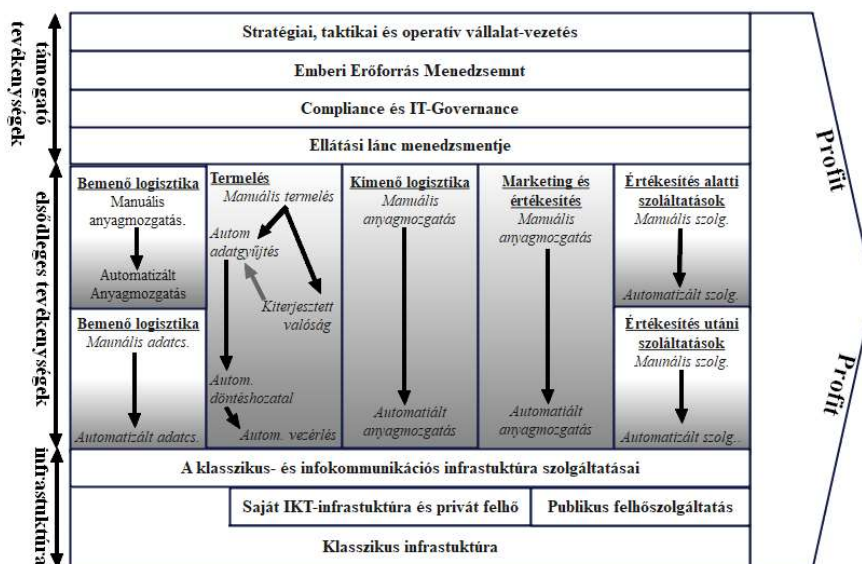 támogató
tevékenységek
Stratégiai, taktikai és operatív vállalat-vezetés
Emberi Erőforrás Menedzsemnt
Compliance és IT-Governance
Ellátási lánc menedzsmentje
elsődleges tevékenységek
Bemenő logisztika
Manuális
anyagmozgatás.
Automatizált
Anyagmozgatás
Bemenő logisztika
Maunális adatcs.
Automatizált adatcs.
Termelés
Manuális termelés
Autom
adatgyűjtés
Kiterjesztett
valóság
Autom.
döntéshozatal
Autom. vezérlés
Kimenő logisztika
Manuális
anyagmozgatás
Automatiált
anyagmozgatás
Marketing és
értékesítés
Manuális
anyagmozgatás
Automatiált
anyagmozgatás
Értékesítés alatti
szoláltatások
Manuális szolg.
Automatizált szolg.
Értékesítés utáni
szoláltatások
Maunális szolg.
Automatizált szolg..
infrastuktúra
A klasszikus- és infokommunikációs infrastuktúra szolgáltatásai
Saját IKT-infrastuktúra és privát felhő
Publikus felhőszolgáltatás
Klasszikus infrastuktúra
Profit
Profit